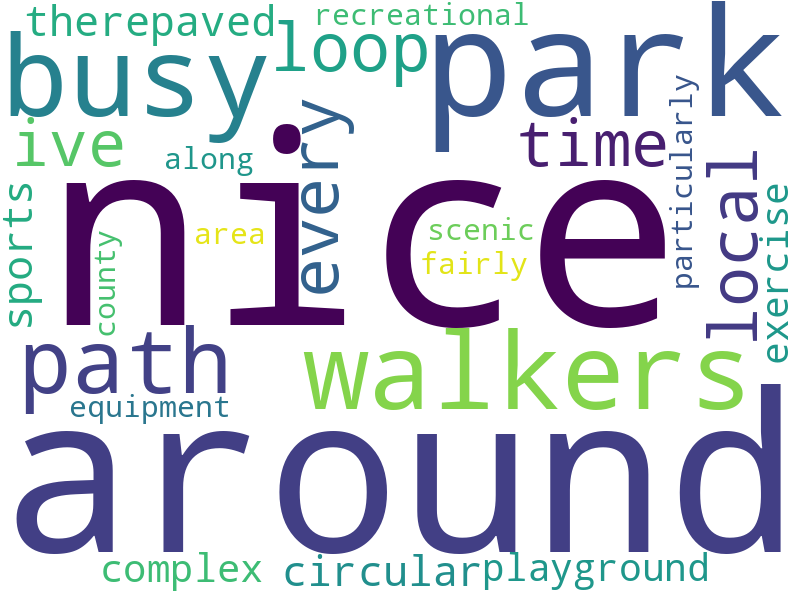 recreational
therepaved
loop
busy
park
ive
along
every
time
particularly
local
nice
sports
county
area
scenic
fairly
exercise
path
walkers
equipment
around
complex
circular
playground